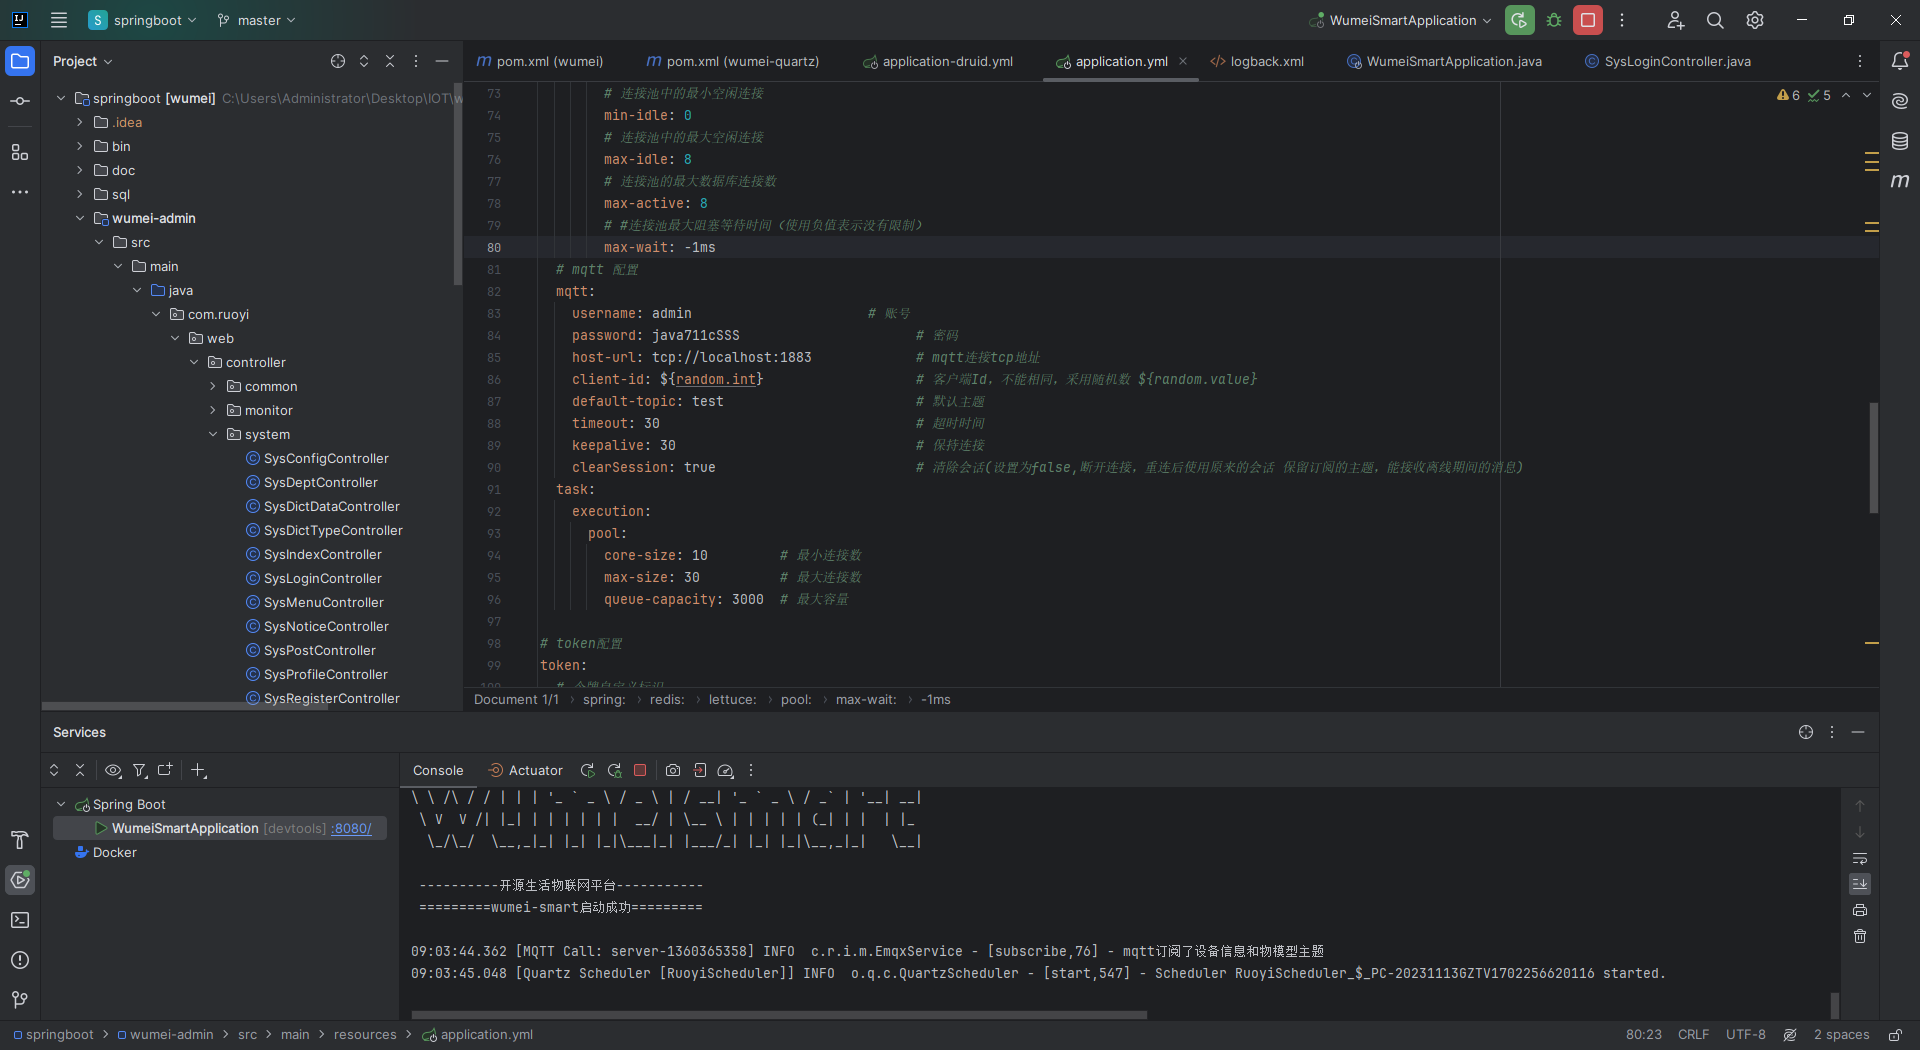 S springboot master WumeiSmartApplication
Project
pom.xml (wumei) pom.xml (wumei-quartz) application-druid.yml application.yml logback.xml WumeiSmartApplication.java SysLoginController.java
springboot [wumei] C:\Users\Administrator\Desktop\IOT\w
.idea
bin
doc
sql
wumei-admin
src
main
java
com.ruoyi
web
controller
common
monitor
system
SysConfigController
SysDeptController
SysDictDataController
SysDictTypeController
SysIndexController
SysLoginController
SysMenuController
SysNoticeController
SysPostController
SysProfileController
SysRegisterController
6 5
73 # 连接池中的最小空闲连接
74 min-idle: 0
75 # 连接池中的最大空闲连接
76 max-idle: 8
77 # 连接池的最大数据库连接数
78 max-active: 8
79 # #连接池最大阻塞等待时间（使用负值表示没有限制）
80 max-wait: -1ms
81 # mqtt 配置
82 mqtt:
83 username: admin # 账号
84 password: java711cSSS # 密码
85 host-url: tcp://localhost:1883 # mqtt连接tcp地址
86 client-id: ${random.int} # 客户端Id，不能相同，采用随机数 ${random.value}
87 default-topic: test # 默认主题
88 timeout: 30 # 超时时间
89 keepalive: 30 # 保持连接
90 clearSession: true # 清除会话(设置为false,断开连接，重连后使用原来的会话 保留订阅的主题，能接收离线期间的消息)
91 task:
92 execution:
93 pool:
94 core-size: 10 # 最小连接数
95 max-size: 30 # 最大连接数
96 queue-capacity: 3000 # 最大容量
97
98 # token配置
99 token:
100 # 令牌自定义标识
Document 1/1 › spring: › redis: › lettuce: › pool: › max-wait: › -1ms
Services
Console Actuator
Spring Boot
WumeiSmartApplication [devtools] :8080/
Docker
----------开源生活物联网平台-----------
=========wumei-smart启动成功=========
09:03:44.362 [MQTT Call: server-1360365358] INFO c.r.i.m.EmqxService - [subscribe,76] - mqtt订阅了设备信息和物模型主题
09:03:45.048 [Quartz Scheduler [RuoyiScheduler]] INFO o.q.c.QuartzScheduler - [start,547] - Scheduler RuoyiScheduler_$_PC-20231113GZTV1702256620116 started.
springboot › wumei-admin › src › main › resources › application.yml 80:23 CRLF UTF-8 2 spaces